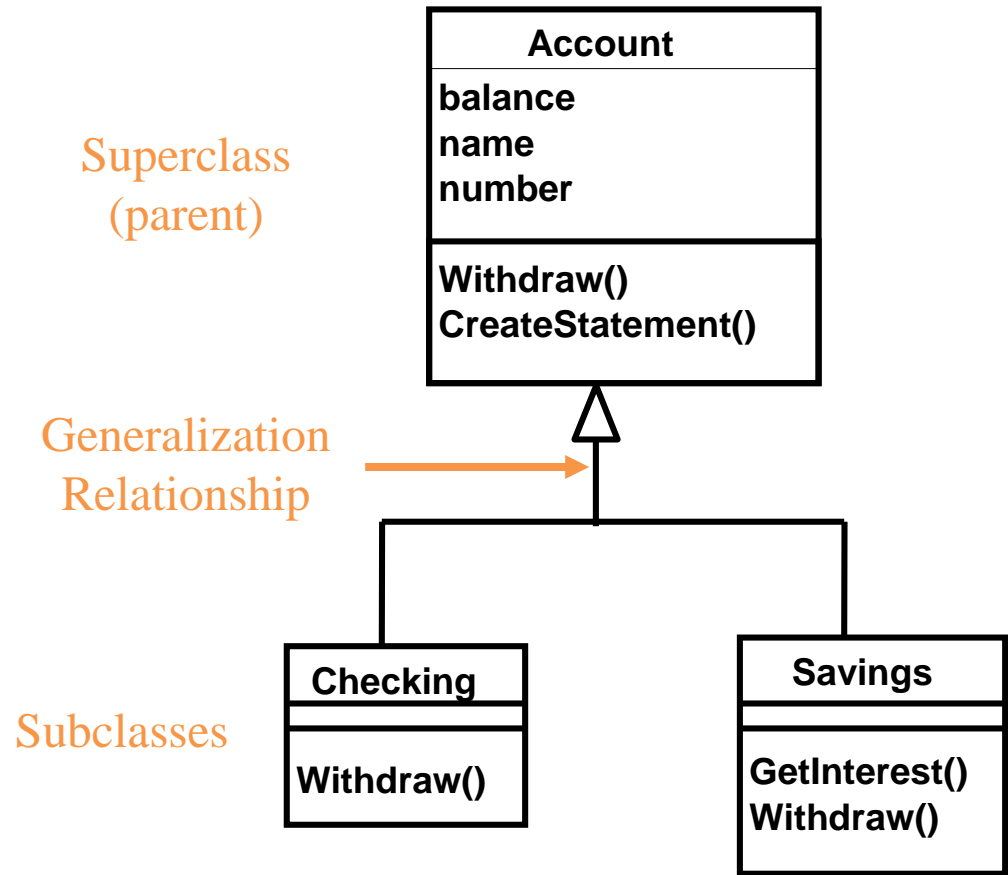 Account
balance
name
number
Withdraw()
CreateStatement()
Superclass
(parent)
Generalization
Relationship
Subclasses
Checking
Withdraw()
Savings
GetInterest()
Withdraw()